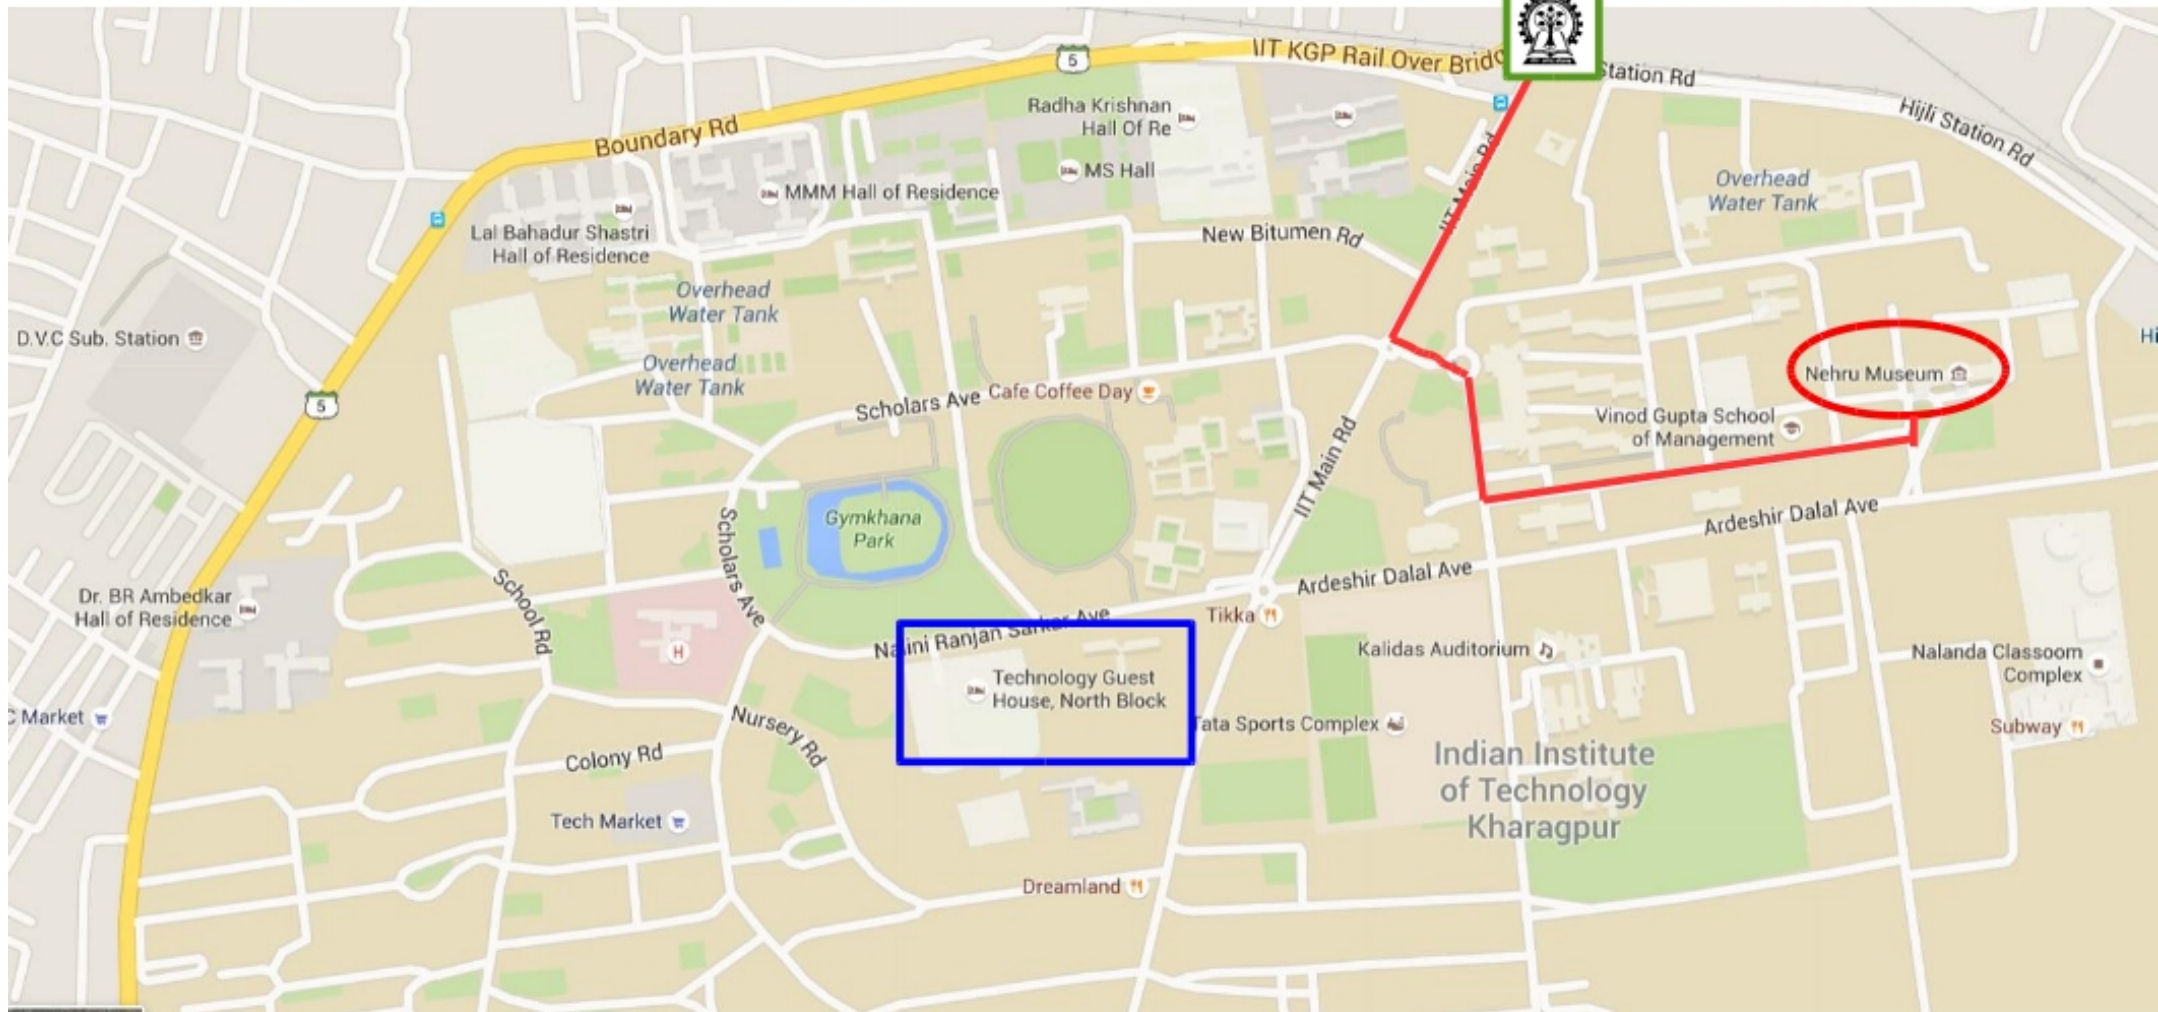 5
IIT KGP Rail Over Bridg
Station Rd
Hijli Station Rd
Boundary Rd
Radha Krishnan
Hall Of Re
MS Hall
MMM Hall of Residence
Lal Bahadur Shastri
Hall of Residence
IIT Main Rd
New Bitumen Rd
Overhead
Water Tank
Overhead
Water Tank
Overhead
Water Tank
D.V.C Sub. Station
5
Hi
Nehru Museum
Scholars Ave
Cafe Coffee Day
Vinod Gupta School
of Management
IIT Main Rd
Gymkhana
Park
Scholars Ave
Ardeshir Dalal Ave
Ardeshir Dalal Ave
School Rd
Dr. BR Ambedkar
Hall of Residence
Nalini Ranjan Sarkar Ave
Tikka
H
Kalidas Auditorium
Nalanda Classoom
Complex
Technology Guest
House, North Block
C Market
Nursery Rd
Tata Sports Complex
Subway
Colony Rd
Indian Institute
of Technology
Kharagpur
Tech Market
Dreamland